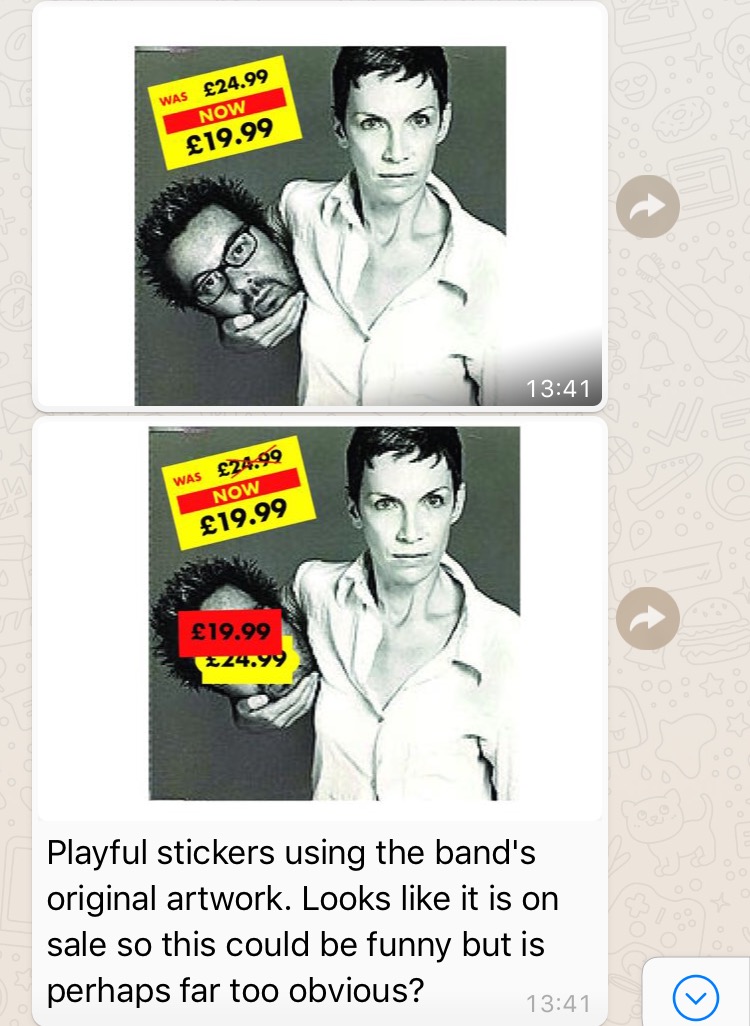 WAS £24.99
NOW
£19.99
13:41
WAS £24.99
NOW
£19.99
£19.99
£24.99
Playful stickers using the band's
original artwork. Looks like it is on
sale so this could be funny but is
perhaps far too obvious?
13:41